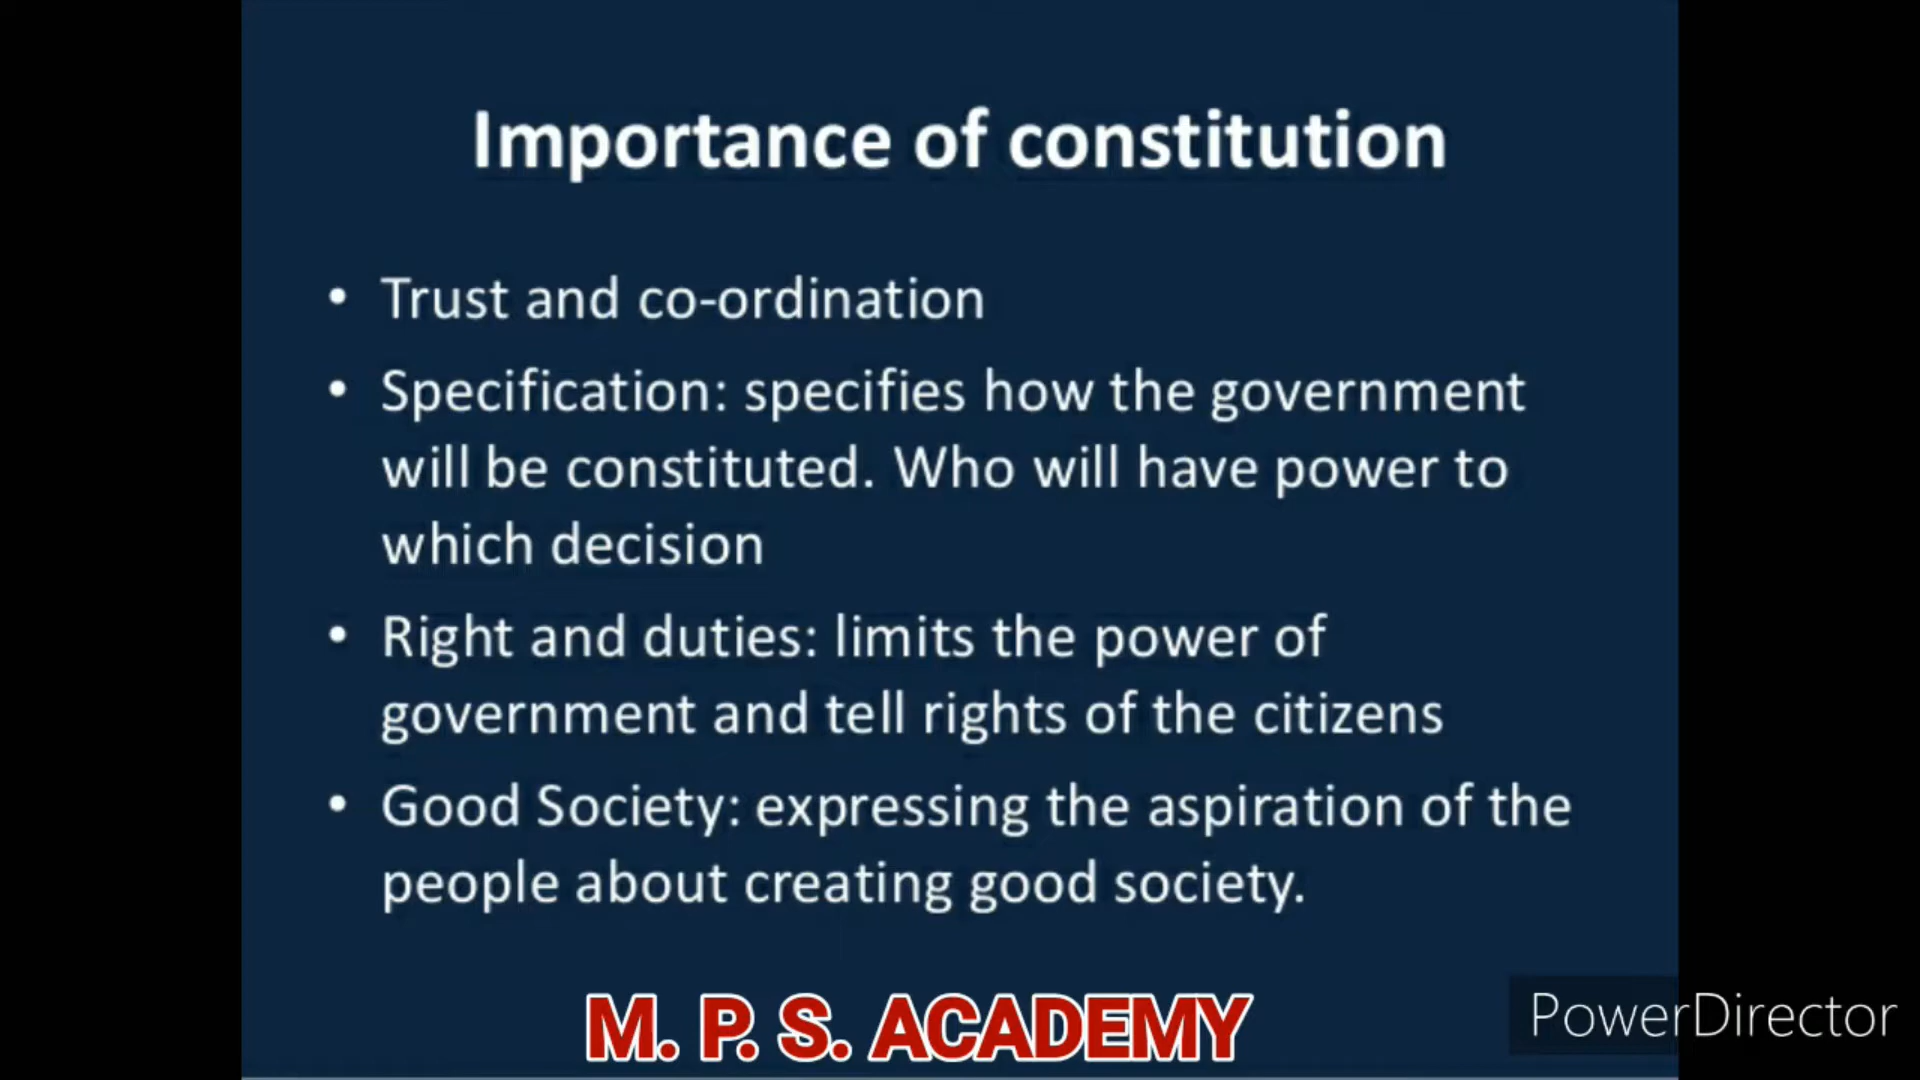 Importance of constitution
• Trust and co-ordination
• Specification: specifies how the government
will be constituted. Who will have power to
which decision
• Right and duties: limits the power of
government and tell rights of the citizens
• Good Society: expressing the aspiration of the
people about creating good society.
M. P. S. ACADEMY
PowerDirector